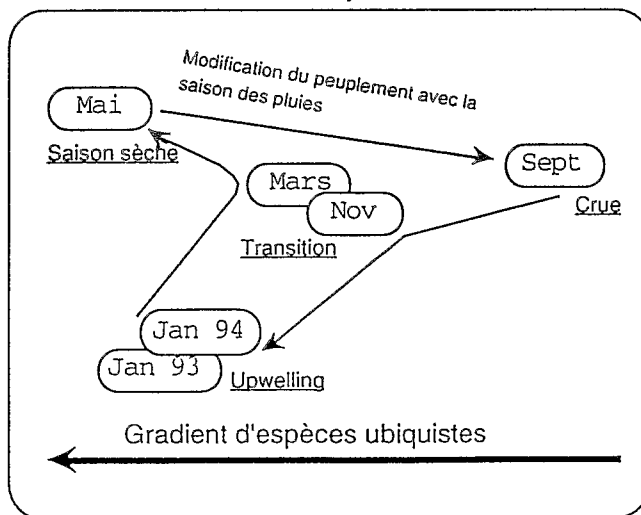 Modification du peuplement avec la
saison des pluies
Mai
Saison sèche
Sept
Crue
Mars
Nov
Transition
Jan 94
Jan 93
Upwelling
Gradient d'espèces ubiquistes